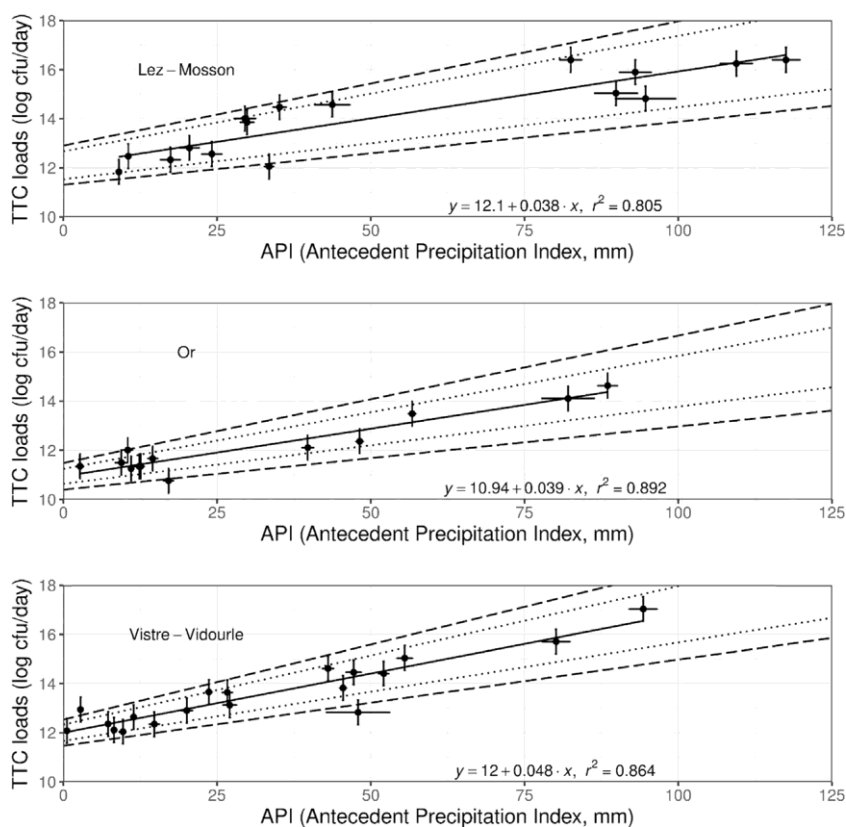 18
16
14
12
10
TTC loads (log cfu/day)
Lez − Mosson
y = 12.1 + 0.038 · x, r² = 0.805
0 25 50 75 100 125
API (Antecedent Precipitation Index, mm)
18
16
14
12
10
TTC loads (log cfu/day)
Or
y = 10.94 + 0.039 · x, r² = 0.892
0 25 50 75 100 125
API (Antecedent Precipitation Index, mm)
18
16
14
12
10
TTC loads (log cfu/day)
Vistre − Vidourle
y = 12 + 0.048 · x, r² = 0.864
0 25 50 75 100 125
API (Antecedent Precipitation Index, mm)